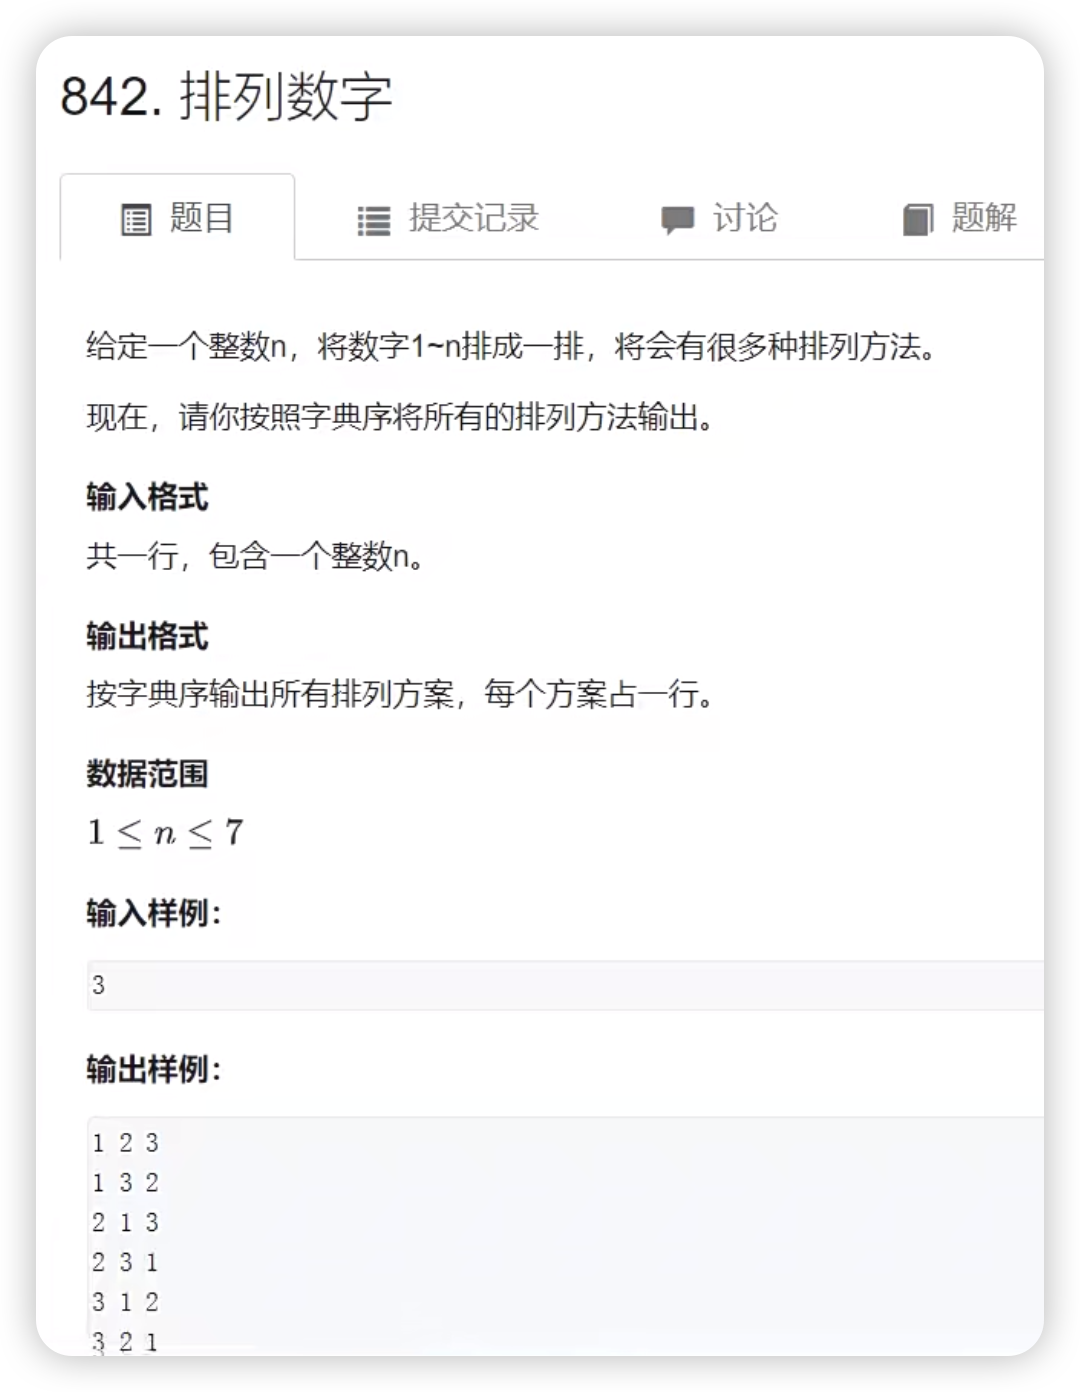 842. 排列数字
题目 提交记录 讨论 题解
给定一个整数n，将数字1~n排成一排，将会有很多种排列方法。
现在，请你按照字典序将所有的排列方法输出。
输入格式
共一行，包含一个整数n。
输出格式
按字典序输出所有排列方案，每个方案占一行。
数据范围
1 ≤ n ≤ 7
输入样例：
3
输出样例：
1 2 3
1 3 2
2 1 3
2 3 1
3 1 2
3 2 1